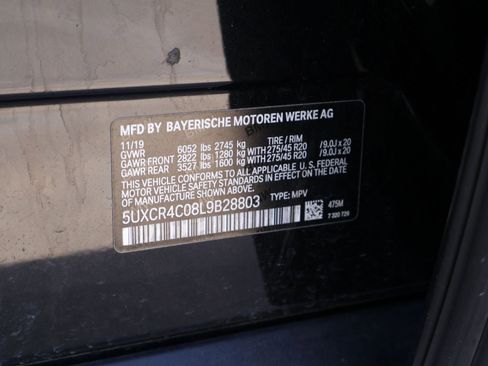 MFD BY BAYERISCHE MOTOREN WERKE AG
11/19 TIRE / RIM
GVWR 6052 lbs 2745 kg
GAWR FRONT 2822 lbs 1280 kg WITH 275/45 R20 / 9.0J x 20
GAWR REAR 3527 lbs 1600 kg WITH 275/45 R20 / 9.0J x 20
THIS VEHICLE CONFORMS TO ALL APPLICABLE U.S. FEDERAL
MOTOR VEHICLE SAFETY STANDARDS IN EFFECT ON THE DATE OF
MANUFACTURE SHOWN ABOVE.
5UXCR4C08L9B28803 TYPE: MPV
475M
7 320 729